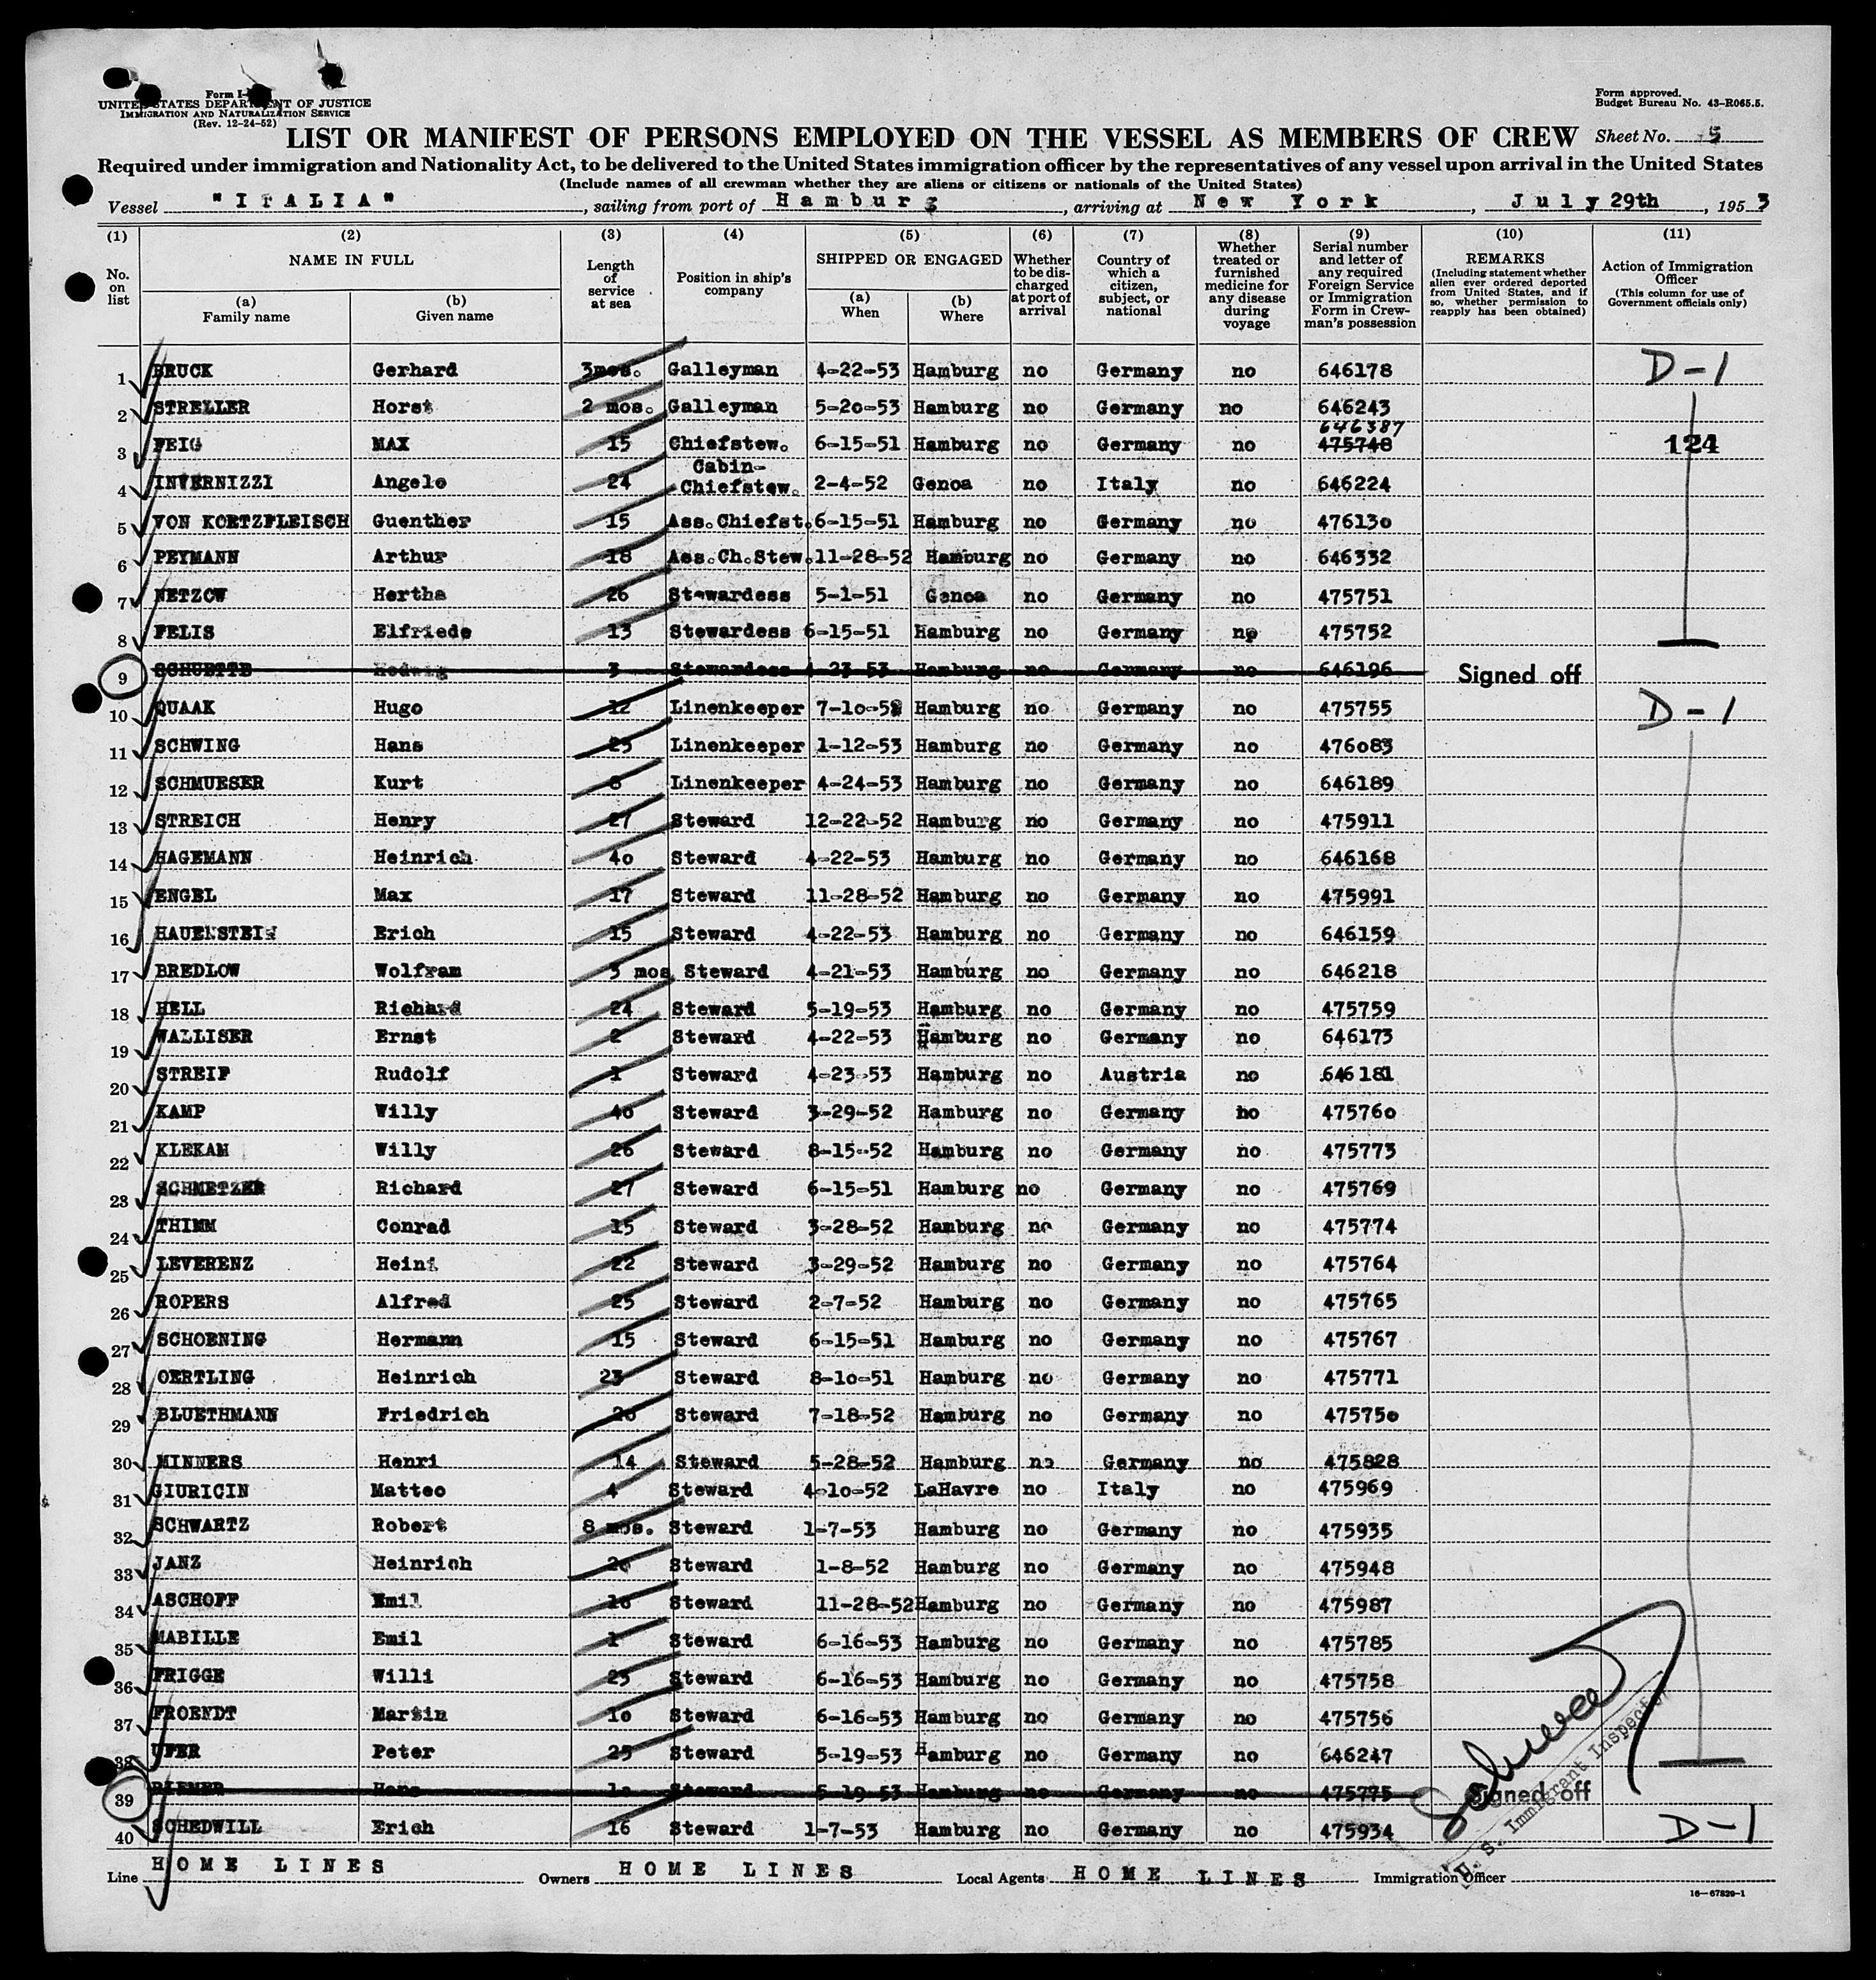 Form I-
UNITED STATES DEPARTMENT OF JUSTICE
IMMIGRATION AND NATURALIZATION SERVICE
(Rev. 12-24-52)
Form approved.
Budget Bureau No. 43-R065.5.
LIST OR MANIFEST OF PERSONS EMPLOYED ON THE VESSEL AS MEMBERS OF CREW Sheet No. 5
Required under immigration and Nationality Act, to be delivered to the United States immigration officer by the representatives of any vessel upon arrival in the United States
(Include names of all crewman whether they are aliens or citizens or nationals of the United States)
Vessel "ITALIA", sailing from port of Hamburg, arriving at New York, July 29th, 1953
(1) No. on list
(2) NAME IN FULL
(a) Family name
(b) Given name
(3) Length of service at sea
(4) Position in ship's company
(5) SHIPPED OR ENGAGED
(a) When
(b) Where
(6) Whether to be discharged at port of arrival
(7) Country of which a citizen, subject, or national
(8) Whether treated or furnished medicine for any disease during voyage
(9) Serial number and letter of any required Foreign Service or Immigration Form in Crewman's possession
(10) REMARKS (Including statement whether alien ever ordered deported from United States, and if so, whether permission to reapply has been obtained)
(11) Action of Immigration Officer (This column for use of Government officials only)
1 BRUCK Gerhard 3mos. Galleyman 4-22-53 Hamburg no Germany no 646178 D-1
2 STRELLER Horst 2 mos. Galleyman 5-20-53 Hamburg no Germany no 646243
646387
3 FEIG MAX 15 Chiefstew. 6-15-51 Hamburg no Germany no 475748 124
4 INVERNIZZI Angelo 24 Cabin-Chiefstew. 2-4-52 Genoa no Italy no 646224
5 VON KORTZFLEISCH Guenther 15 Ass.Chiefst. 6-15-51 Hamburg no Germany no 476130
6 PEYMANN Arthur 18 Ass.Ch.Stew. 11-28-52 Hamburg no Germany no 646332
7 NETZOW Hertha 26 Stewardess 5-1-51 Genoa no Germany no 475751
8 FELIS Elfriede 13 Stewardess 6-15-51 Hamburg no Germany no 475752
9 SCHUETTE Hedwig 3 Stewardess 4-23-53 Hamburg no Germany no 646196 Signed off
10 QUAAK Hugo 12 Linenkeeper 7-10-52 Hamburg no Germany no 475755 D-1
11 SCHWING Hans 25 Linenkeeper 1-12-53 Hamburg no Germany no 476083
12 SCHMUESER Kurt 8 Linenkeeper 4-24-53 Hamburg no Germany no 646189
13 STREICH Henry 27 Steward 12-22-52 Hamburg no Germany no 475911
14 HAGEMANN Heinrich 40 Steward 4-22-53 Hamburg no Germany no 646168
15 ENGEL Max 17 Steward 11-28-52 Hamburg no Germany no 475991
16 HAUENSTEIN Erich 15 Steward 4-22-53 Hamburg no Germany no 646159
17 BREDLOW Wolfram 3 mos Steward 4-21-53 Hamburg no Germany no 646218
18 HELL Richard 24 Steward 5-19-53 Hamburg no Germany no 475759
19 WALLISER Ernst 2 Steward 4-22-53 Hamburg no Germany no 646173
20 STREIF Rudolf 1 Steward 4-23-53 Hamburg no Austria no 646181
21 KAMP Willy 40 Steward 3-29-52 Hamburg no Germany no 475760
22 KLEKAM Willy 26 Steward 8-15-52 Hamburg no Germany no 475773
23 SCHMETZER Richard 27 Steward 6-15-51 Hamburg no Germany no 475769
24 THIMM Conrad 15 Steward 3-28-52 Hamburg no Germany no 475774
25 LEVERENZ Hein 22 Steward 3-29-52 Hamburg no Germany no 475764
26 ROPERS Alfred 25 Steward 2-7-52 Hamburg no Germany no 475765
27 SCHOENING Hermann 15 Steward 6-15-51 Hamburg no Germany no 475767
28 OERTLING Heinrich 23 Steward 8-10-51 Hamburg no Germany no 475771
29 BLUETHMANN Friedrich 26 Steward 7-18-52 Hamburg no Germany no 475750
30 MINNERS Henri 14 Steward 5-28-52 Hamburg no Germany no 475828
31 GIURICIN Matteo 4 Steward 4-10-52 LaHavre no Italy no 475969
32 SCHWARTZ Robert 8 mos. Steward 1-7-53 Hamburg no Germany no 475935
33 JANZ Heinrich Steward 1-8-52 Hamburg no Germany no 475948
34 ASCHOFF Emil Steward 11-28-52 Hamburg no Germany no 475987
35 MABILLE Emil 1 Steward 6-16-53 Hamburg no Germany no 475785
36 FRIGGE Willi 23 Steward 6-16-53 Hamburg no Germany no 475758
37 FROENDT Martin 10 Steward 6-16-53 Hamburg no Germany no 475756
38 UFER Peter 25 Steward 5-19-53 Hamburg no Germany no 646247
39 Hans Steward 5-19-53 Hamburg no Germany no 475775 Signed off
40 SCHEDWILL Erich 16 Steward 1-7-53 Hamburg no Germany no 475934 D-1
U. S. Immigrant Inspector
Line HOME LINES Owners HOME LINES Local Agents HOME LINES Immigration Officer
16—67829-1